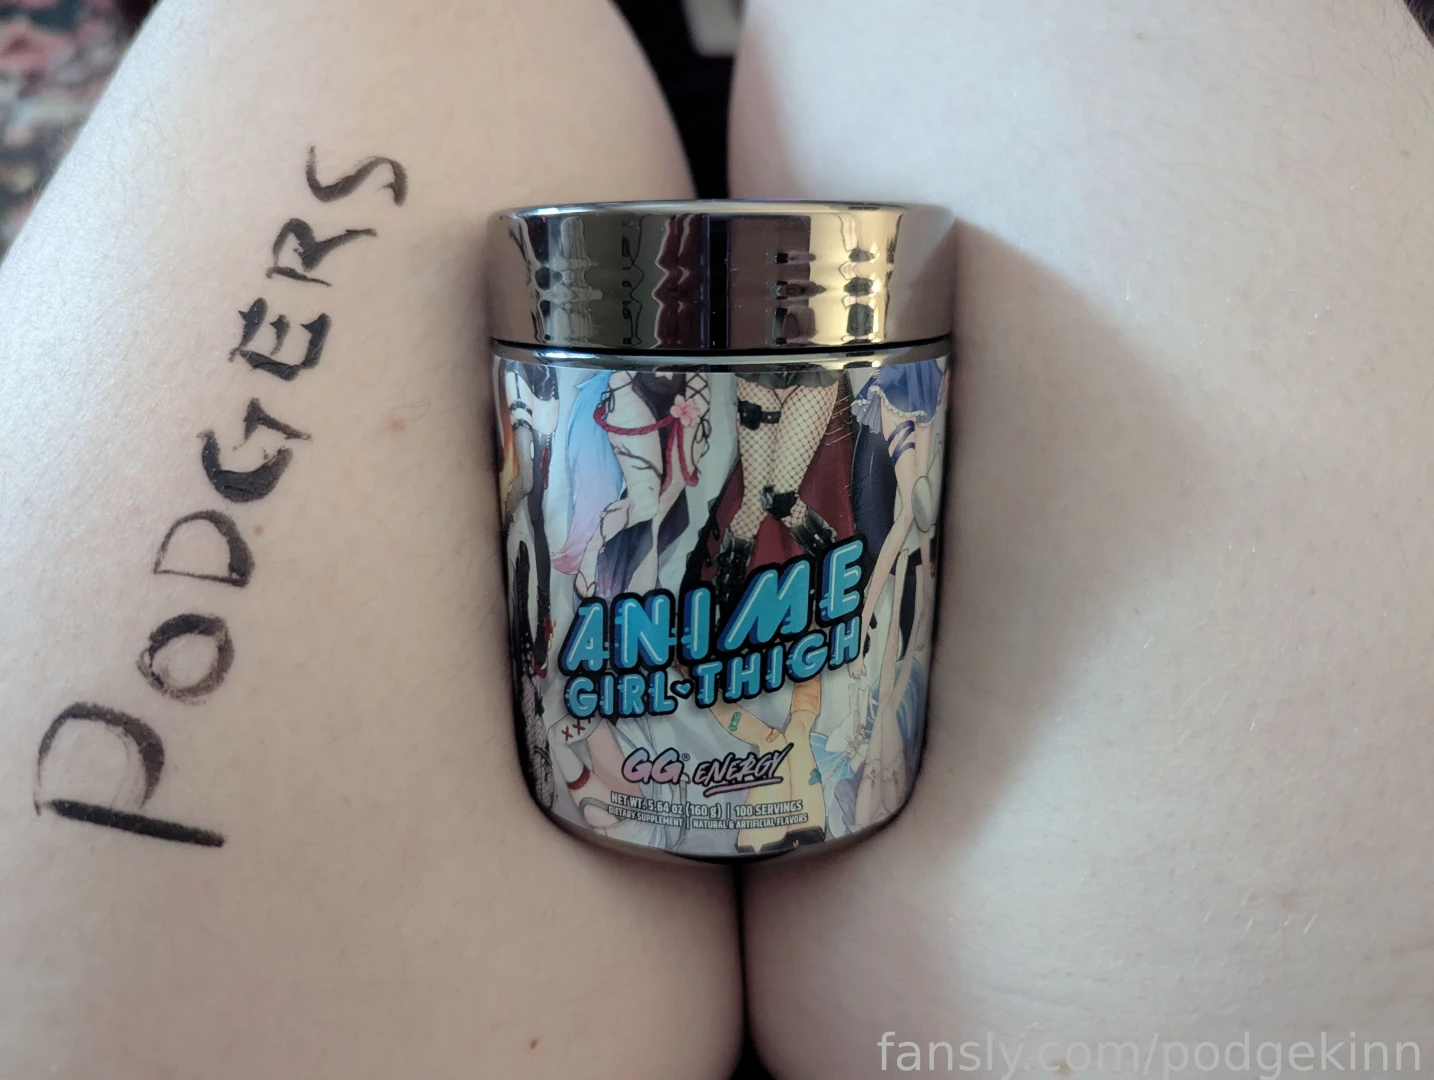 PODGERS
ANIME
GIRL THIGH
GG® ENERGY
NET WT. 5.64 oz (160 g) | 100 SERVINGS
DIETARY SUPPLEMENT | NATURAL & ARTIFICIAL FLAVORS
fansly.com/podgekinn